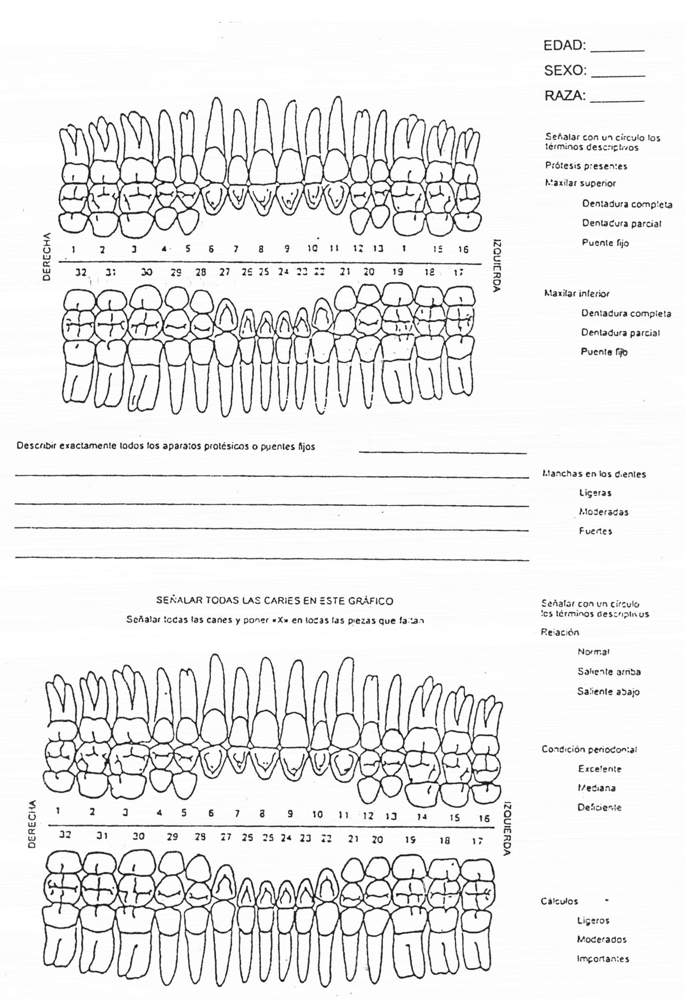 EDAD:
SEXO:
RAZA:
Señalar con un círculo los
términos descriptivos
Prótesis presentes
Maxilar superior
Dentadura completa
Dentadura parcial
Puente fijo
DERECHA
1 2 3 4 5 6 7 8 9 10 11 12 13 1 15 16
IZQUIERDA
32 31 30 29 28 27 26 25 24 23 22 21 20 19 18 17
Maxilar inferior
Dentadura completa
Dentadura parcial
Puente fijo
Describir exactamente todos los aparatos protésicos o puentes fijos
Manchas en los dientes
Ligeras
Moderadas
Fuertes
SEÑALAR TODAS LAS CARIES EN ESTE GRÁFICO
Señalar todas las caries y poner «X» en todas las piezas que faltan
Señalar con un círculo
los términos descriptivos
Relación
Normal
Saliente arriba
Saliente abajo
Condición periodontal
Excelente
Mediana
Deficiente
DERECHA
1 2 3 4 5 6 7 8 9 10 11 12 13 14 15 16
IZQUIERDA
32 31 30 29 28 27 26 25 24 23 22 21 20 19 18 17
Cálculos
Ligeros
Moderados
Importantes